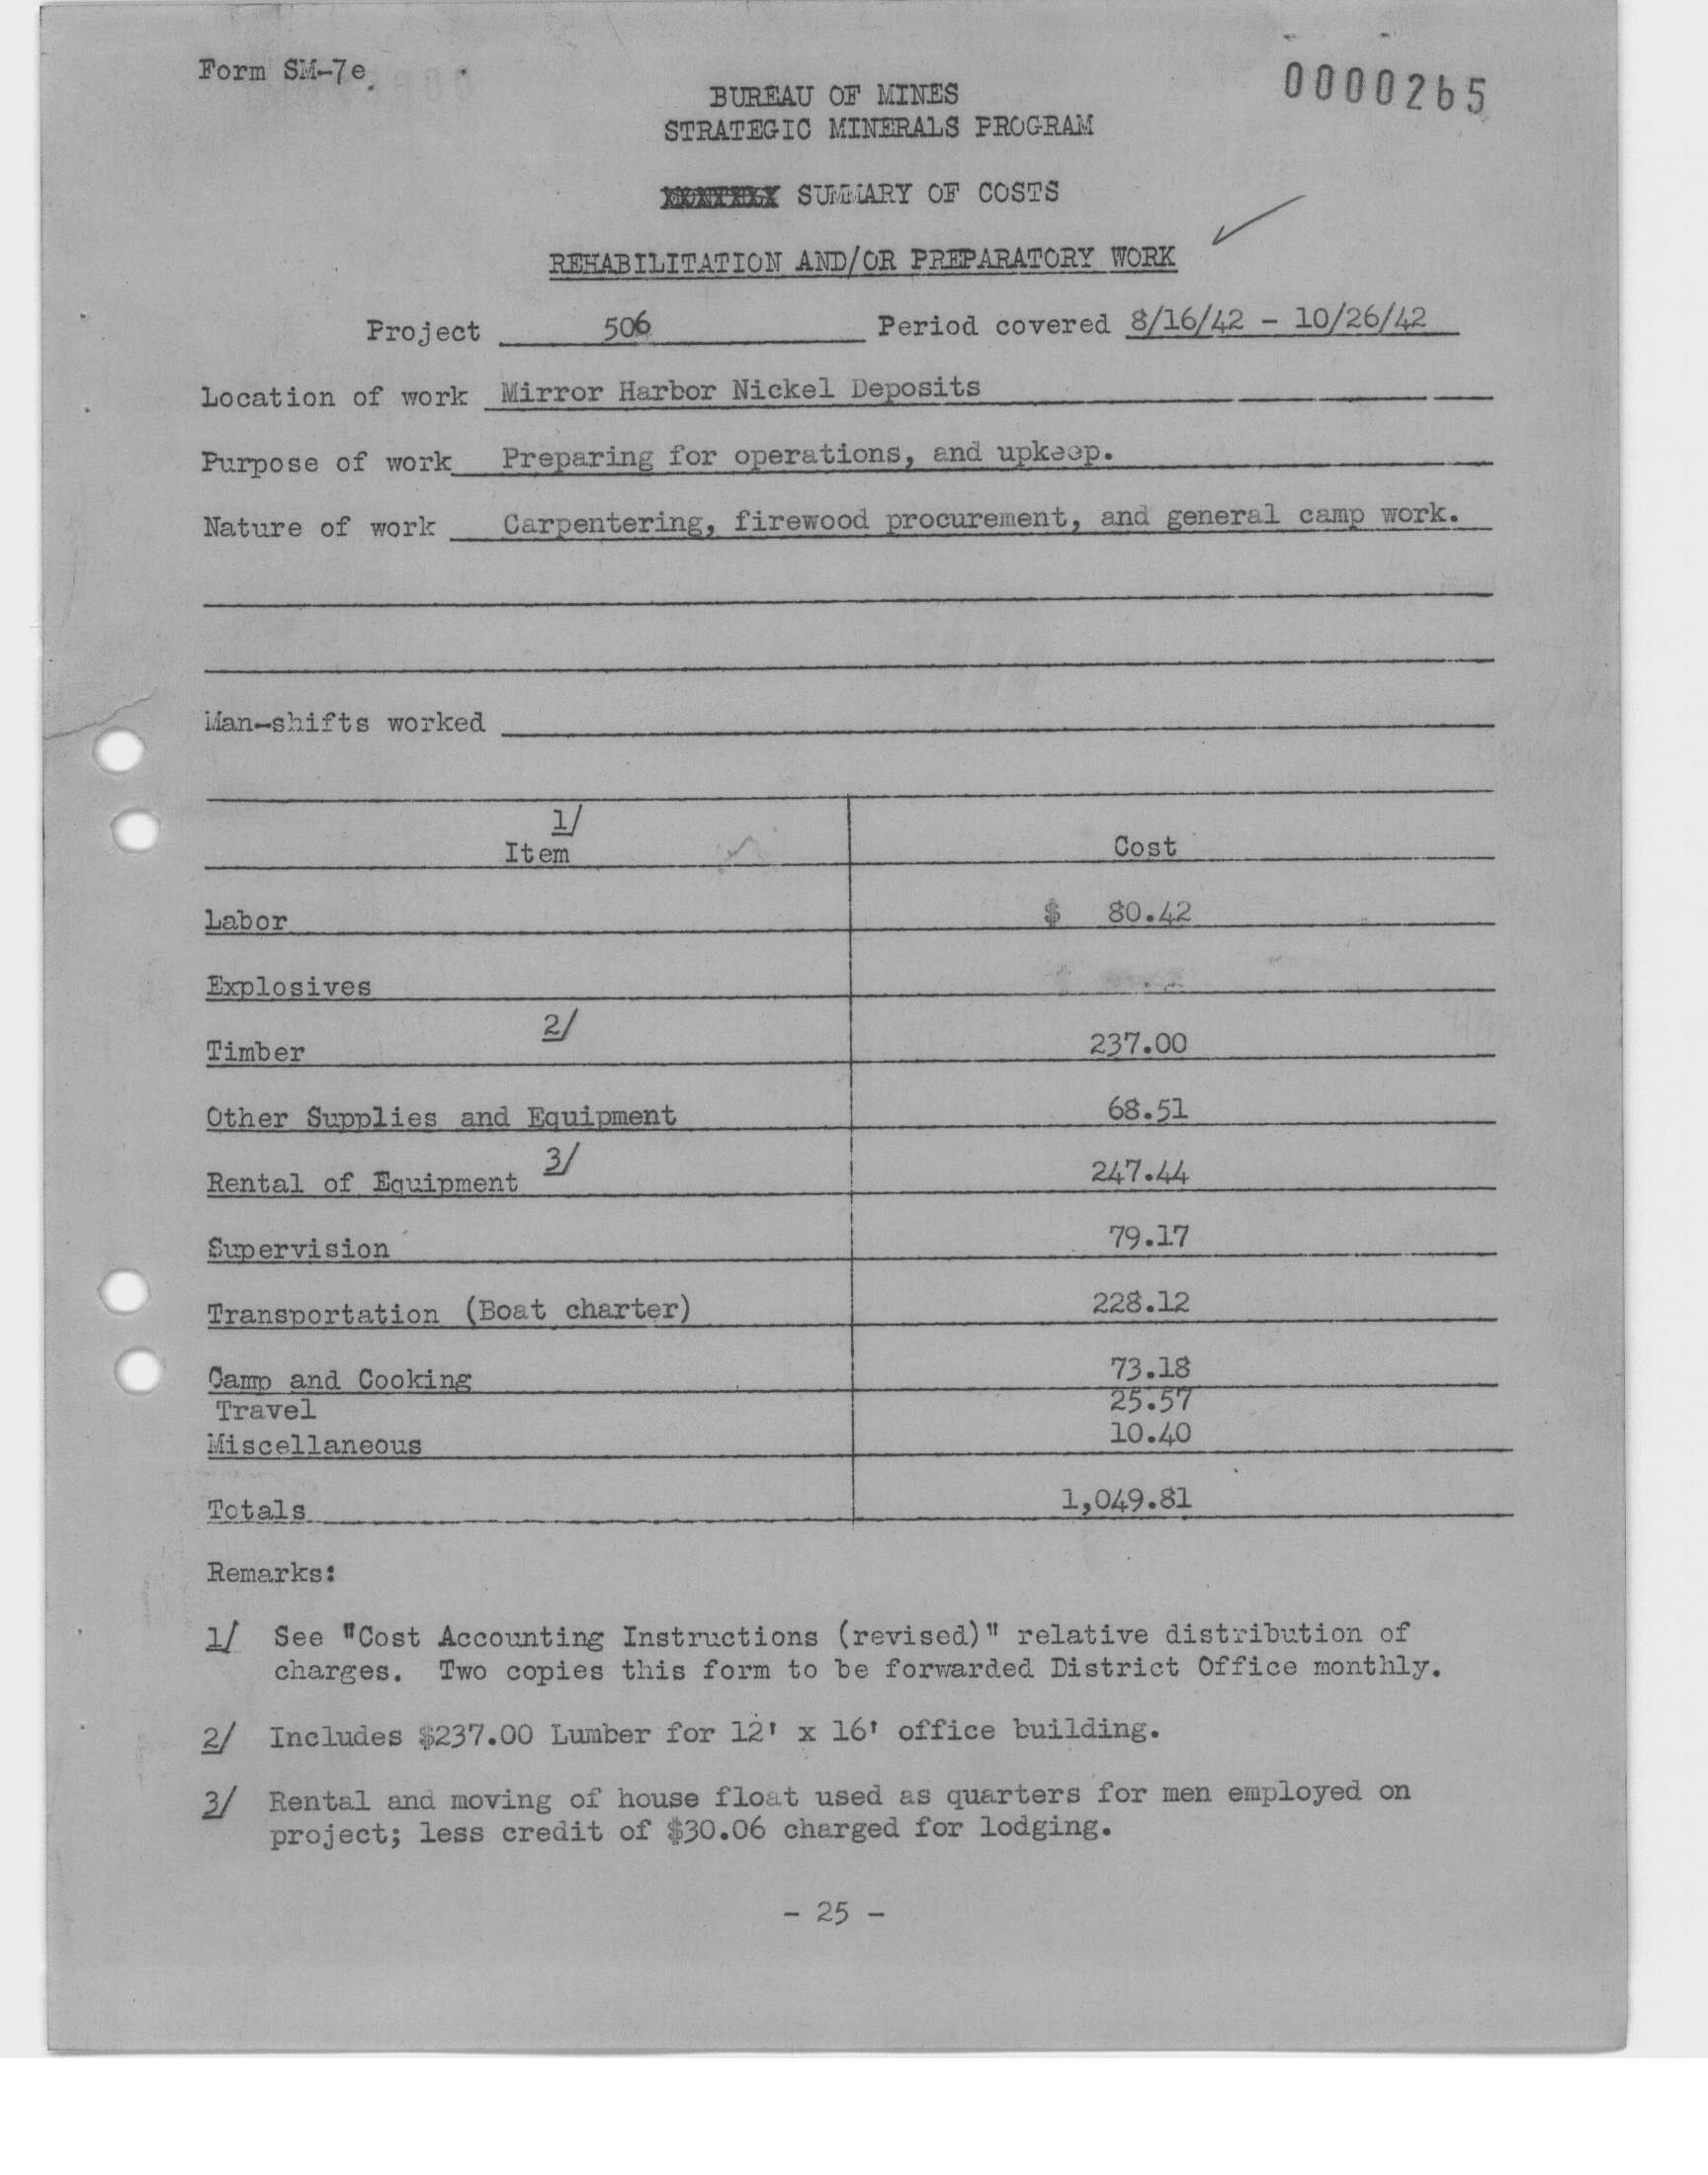 Form SM-7e
0000265
BUREAU OF MINES
STRATEGIC MINERALS PROGRAM
SUMMARY OF COSTS
REHABILITATION AND/OR PREPARATORY WORK
Project 506 Period covered 8/16/42 - 10/26/42
Location of work Mirror Harbor Nickel Deposits
Purpose of work Preparing for operations, and upkeep.
Nature of work Carpentering, firewood procurement, and general camp work.
Man-shifts worked
1/
Item Cost
Labor $ 80.42
Explosives
Timber 2/ 237.00
Other Supplies and Equipment 68.51
Rental of Equipment 3/ 247.44
Supervision 79.17
Transportation (Boat charter) 228.12
Camp and Cooking 73.18
Travel 25.57
Miscellaneous 10.40
Totals 1,049.81
Remarks:
1/ See "Cost Accounting Instructions (revised)" relative distribution of
charges. Two copies this form to be forwarded District Office monthly.
2/ Includes $237.00 Lumber for 12' x 16' office building.
3/ Rental and moving of house float used as quarters for men employed on
project; less credit of $30.06 charged for lodging.
- 25 -